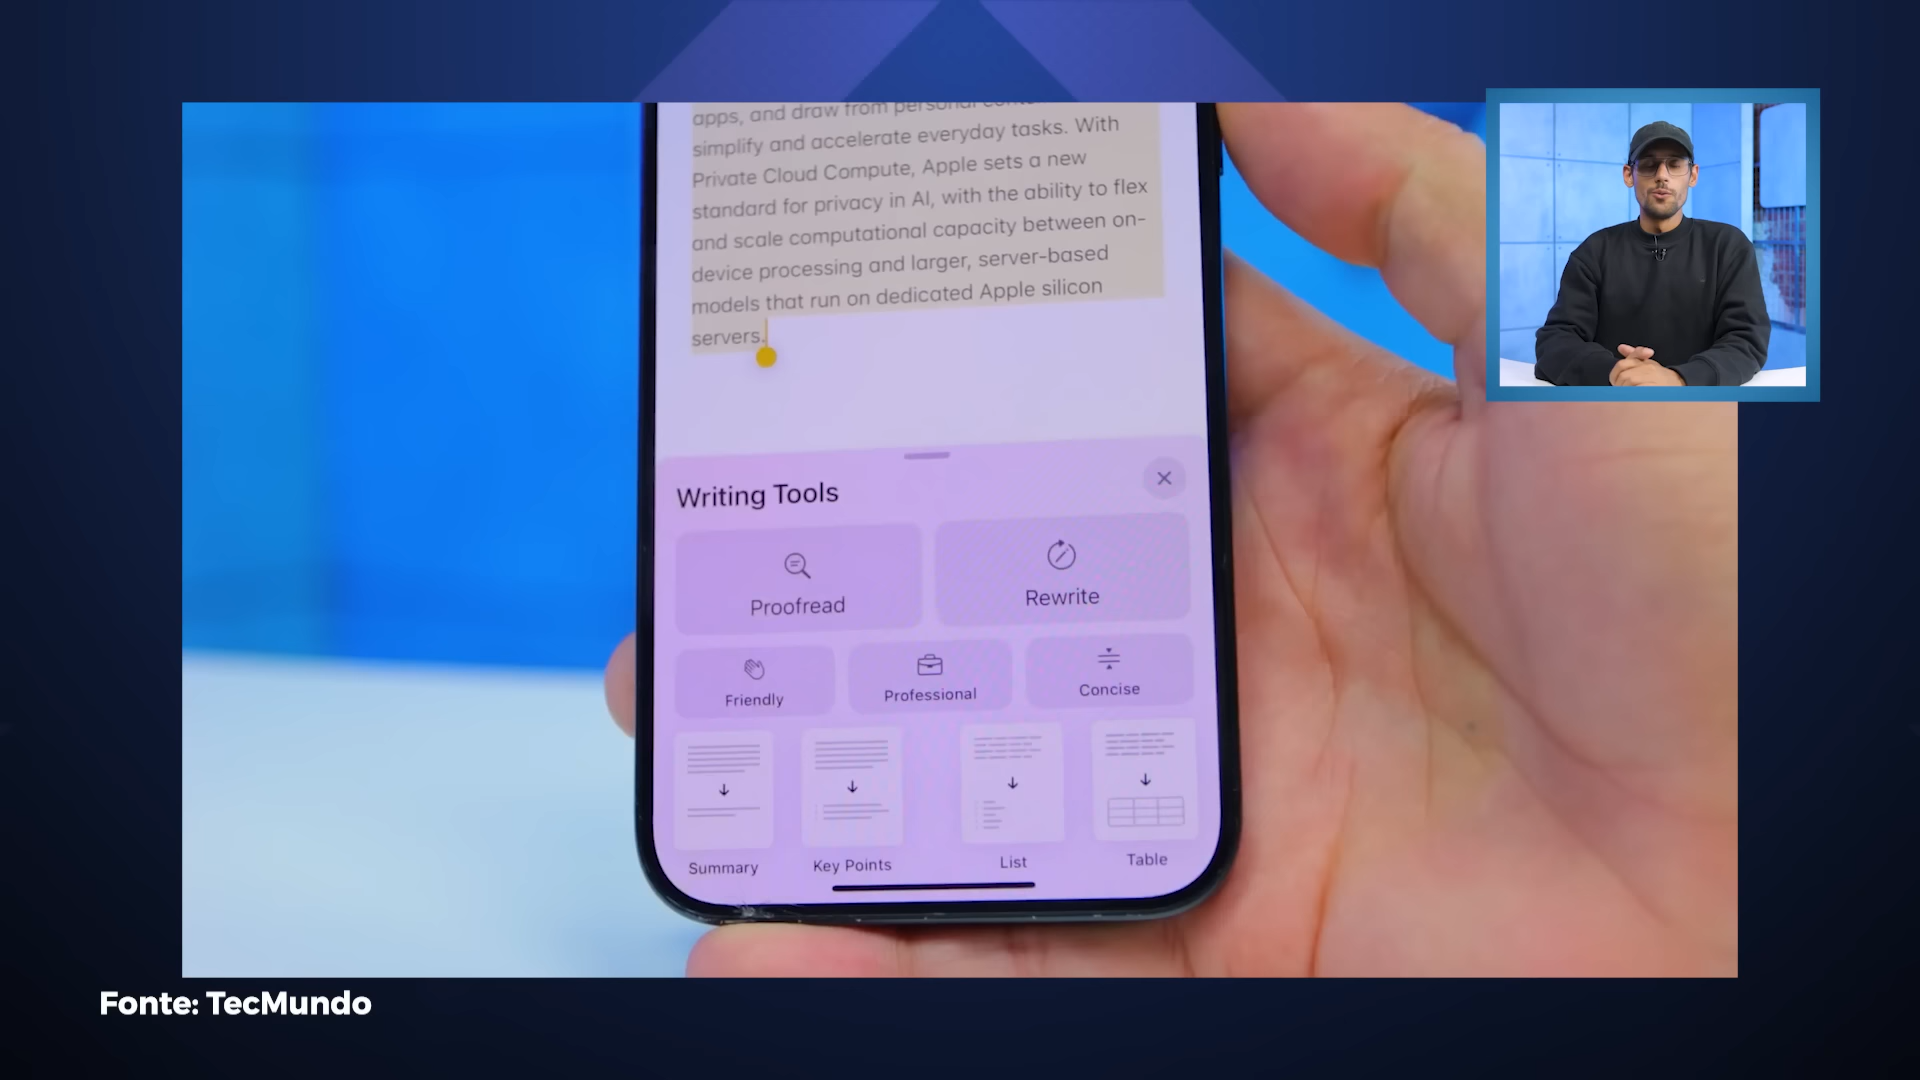 apps, and draw from personal
simplify and accelerate everyday tasks. With
Private Cloud Compute, Apple sets a new
standard for privacy in AI, with the ability to flex
and scale computational capacity between on-
device processing and larger, server-based
models that run on dedicated Apple silicon
servers.
Writing Tools
Proofread
Rewrite
Friendly
Professional
Concise
Summary
Key Points
List
Table
Fonte: TecMundo